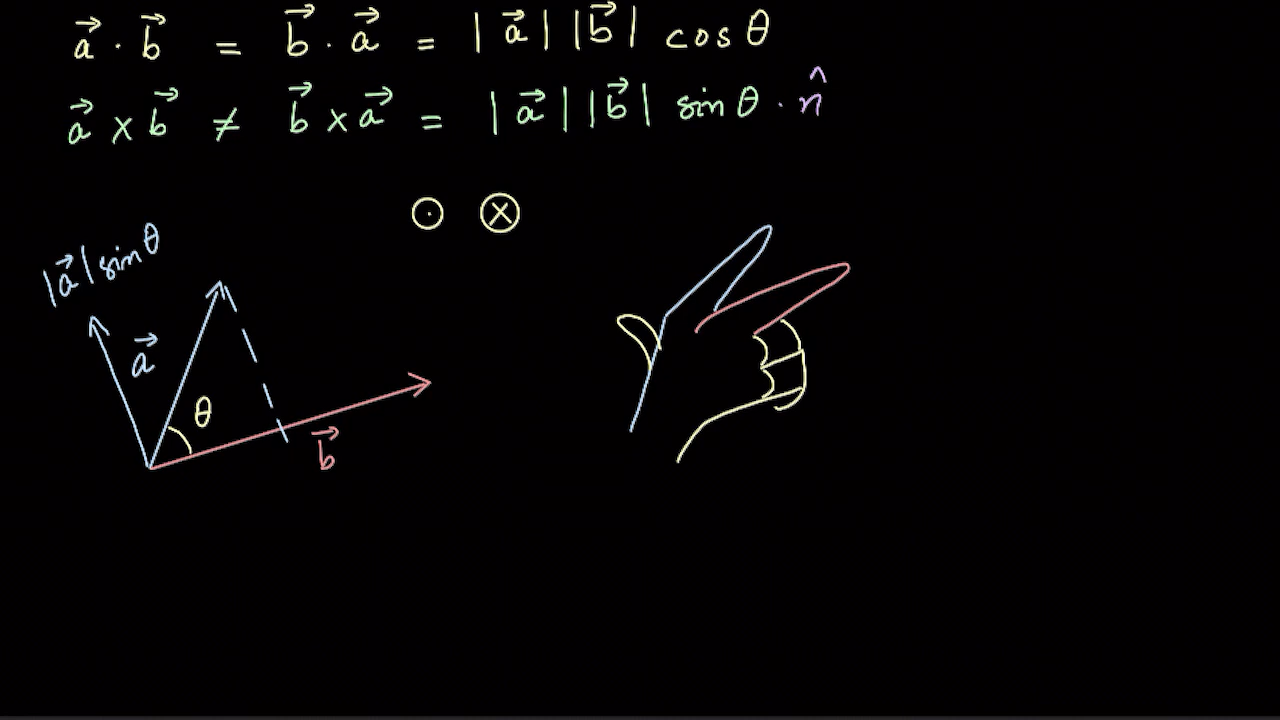 a⃗ · b⃗ = b⃗ · a⃗ = |a⃗| |b⃗| cos θ
a⃗ × b⃗ ≠ b⃗ × a⃗ = |a⃗| |b⃗| sin θ · n̂
⊙ ⊗
|a⃗| sin θ
a⃗
θ
b⃗